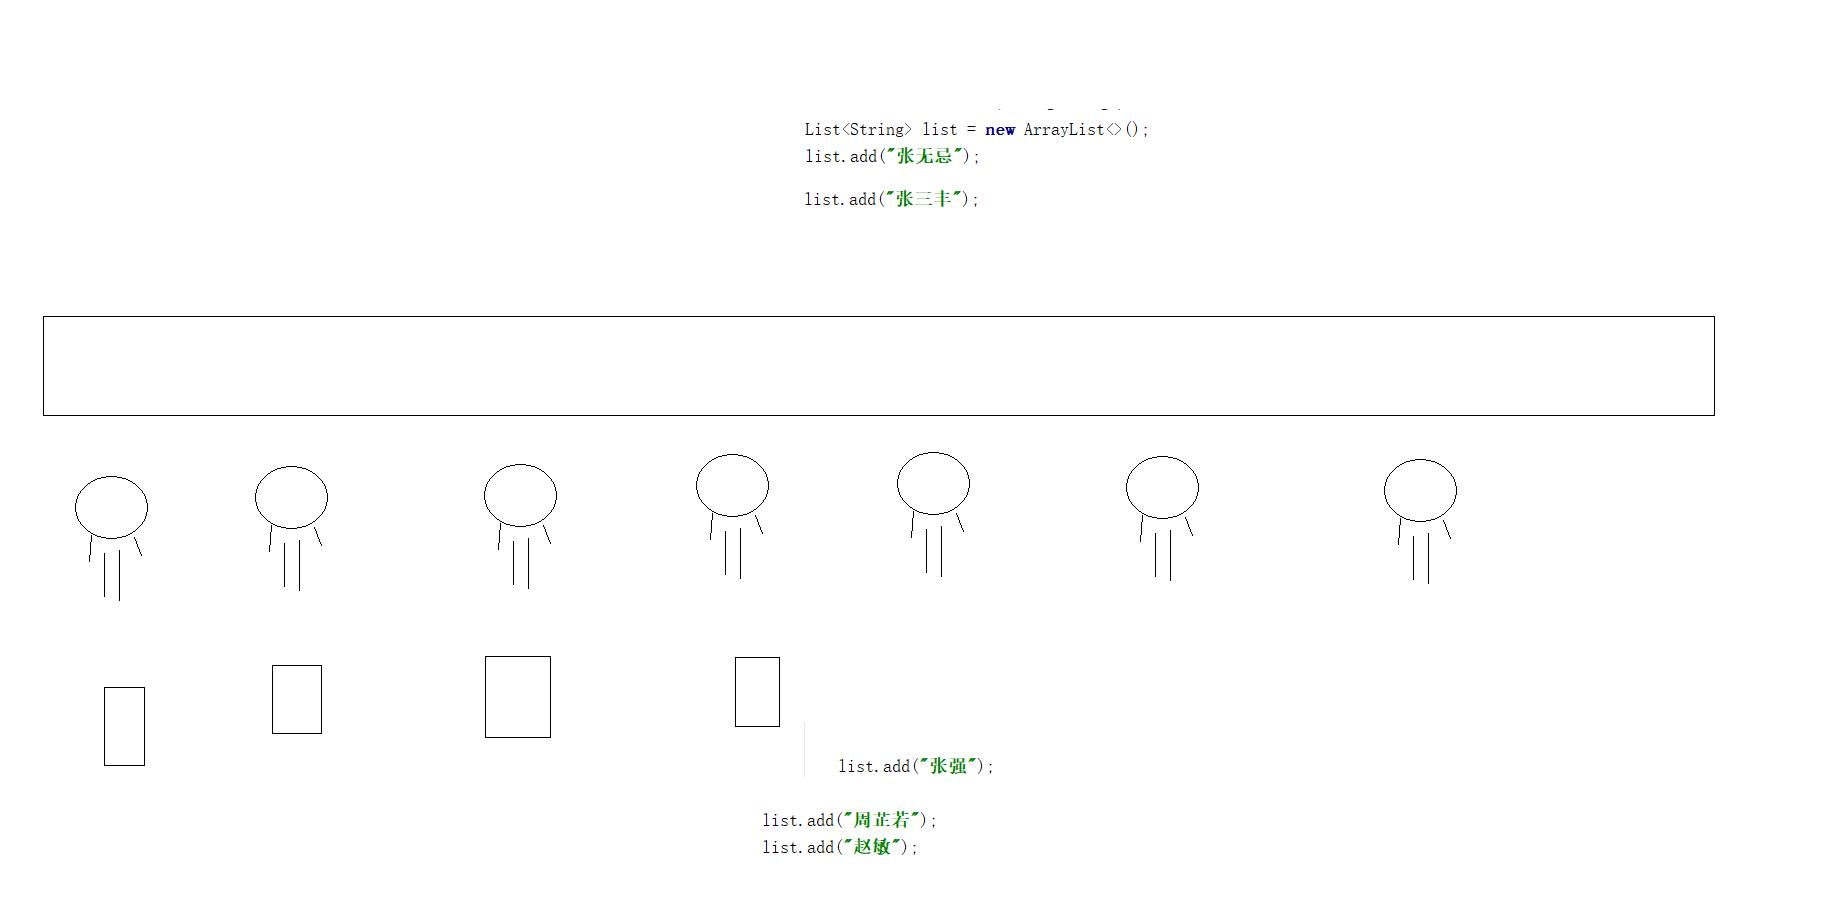 List<String> list = new ArrayList<>();
list.add("张无忌");
list.add("张三丰");
list.add("张强");
list.add("周芷若");
list.add("赵敏");